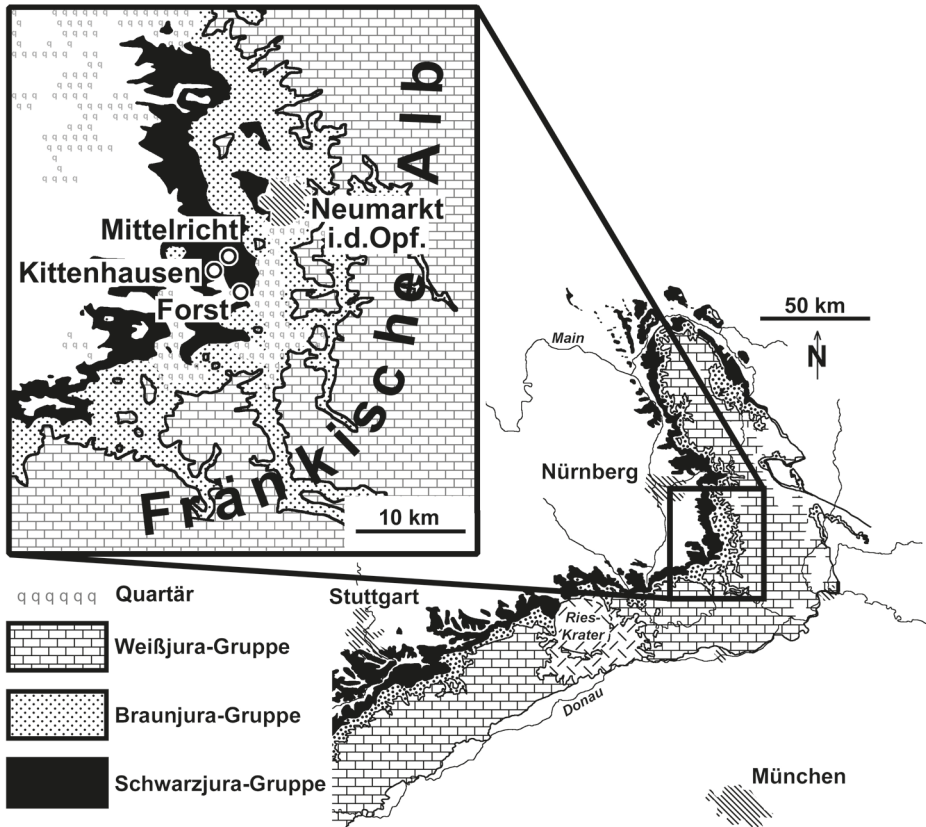 Fränkische Alb
Neumarkt
i.d.Opf.
Mittelricht
Kittenhausen
Forst
10 km
50 km
N
Main
Nürnberg
Stuttgart
Ries-
Krater
Donau
München
Quartär
Weißjura-Gruppe
Braunjura-Gruppe
Schwarzjura-Gruppe